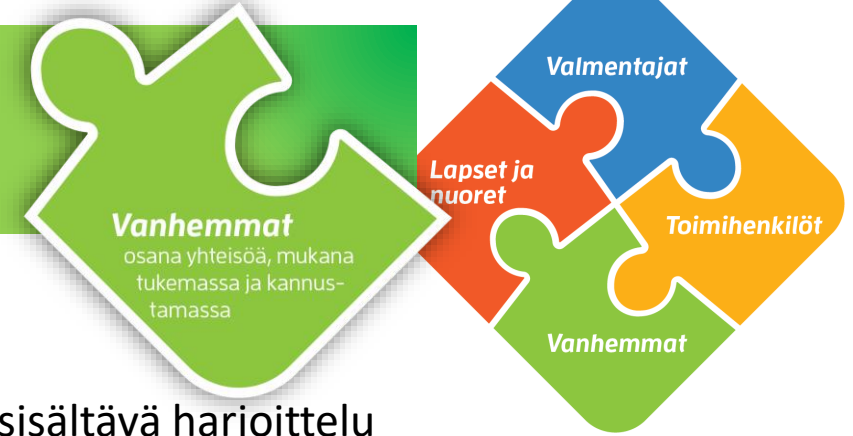 Vanhemmat
osana yhteisöä, mukana
tukemassa ja kannus-
tamassa
Valmentajat
Lapset ja
nuoret
Toimihenkilöt
Vanhemmat
sisältävä harjoittelu